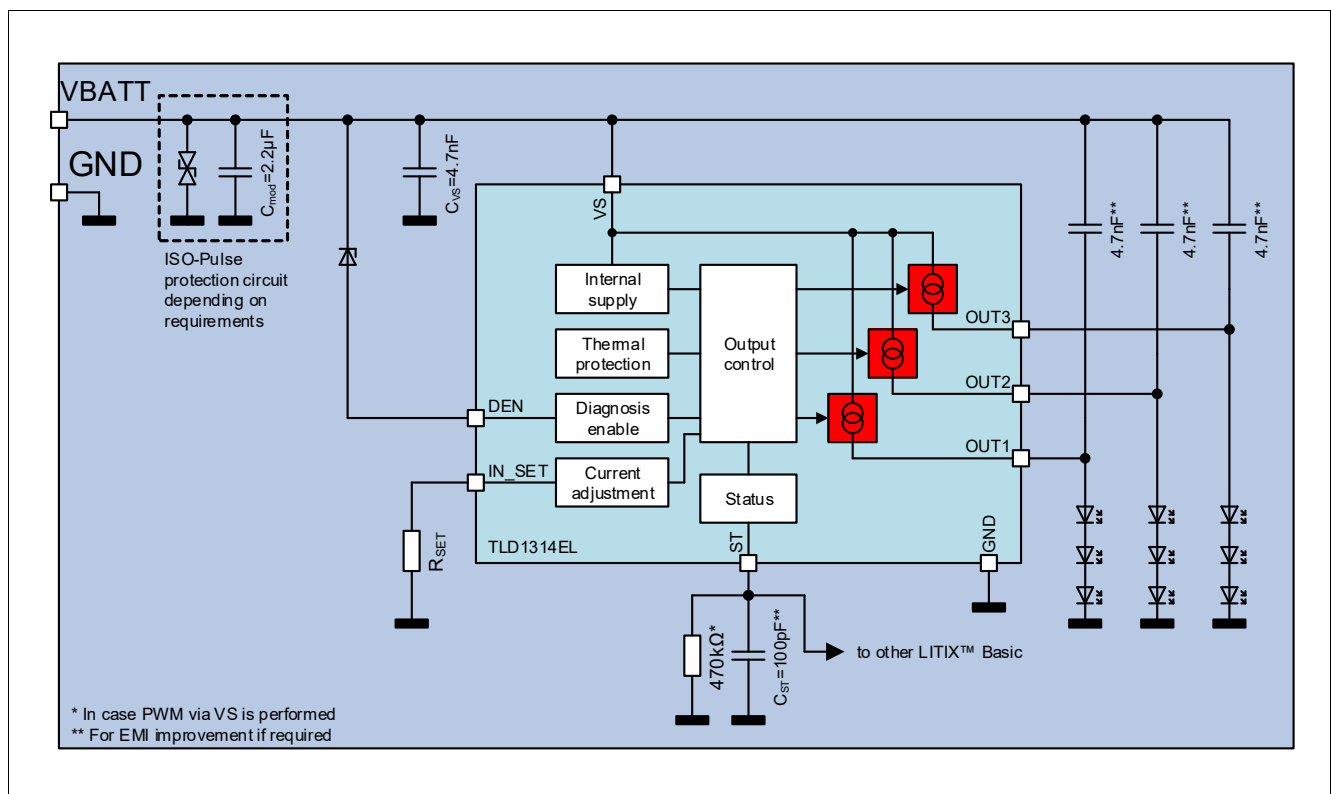 VBATT
GND
Cmod=2.2µF
ISO-Pulse
protection circuit
depending on
requirements
CVS=4.7nF
VS
4.7nF**
4.7nF**
4.7nF**
Internal
supply
Thermal
protection
Output
control
OUT3
OUT2
OUT1
DEN
Diagnosis
enable
IN_SET
Current
adjustment
Status
RSET
TLD1314EL
ST
GND
470kΩ*
CST=100pF**
to other LITIX™ Basic
* In case PWM via VS is performed
** For EMI improvement if required